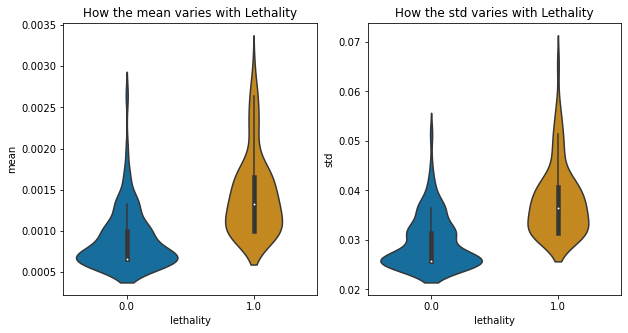 How the mean varies with Lethality
0.0035
0.0030
0.0025
0.0020
0.0015
0.0010
0.0005
mean
0.0
1.0
lethality
How the std varies with Lethality
0.07
0.06
0.05
0.04
0.03
0.02
std
0.0
1.0
lethality